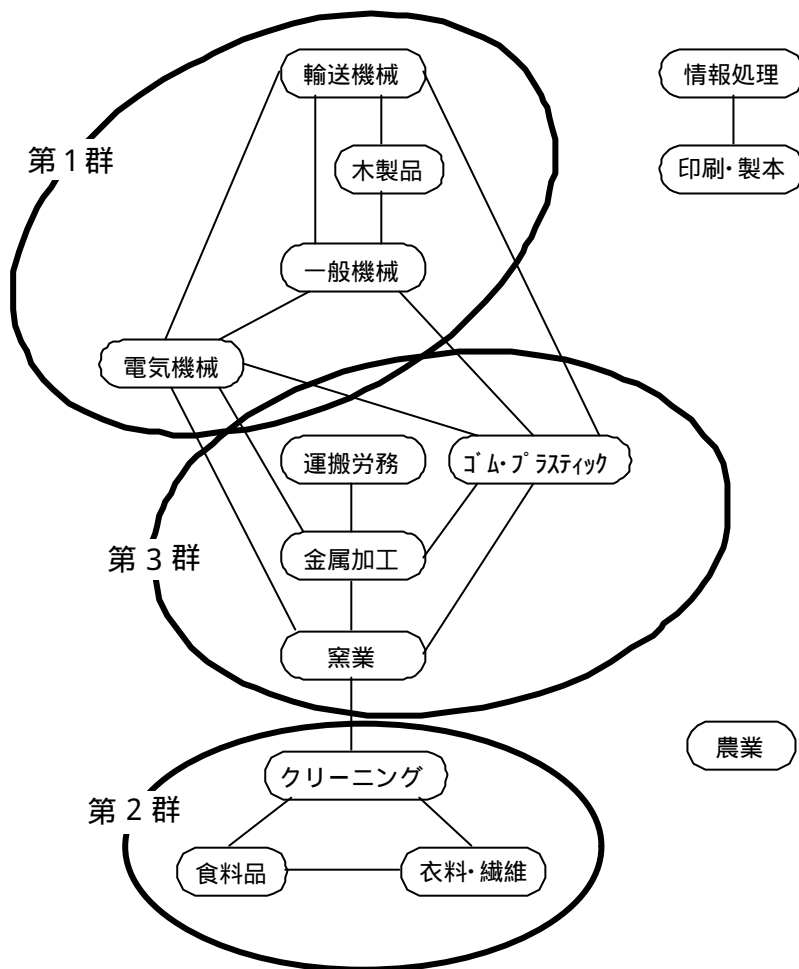 輸送機械
情報処理
第1群
木製品
印刷・製本
一般機械
電気機械
運搬労務
ゴム・プラスティック
第3群
金属加工
窯業
農業
クリーニング
第2群
食料品
衣料・繊維